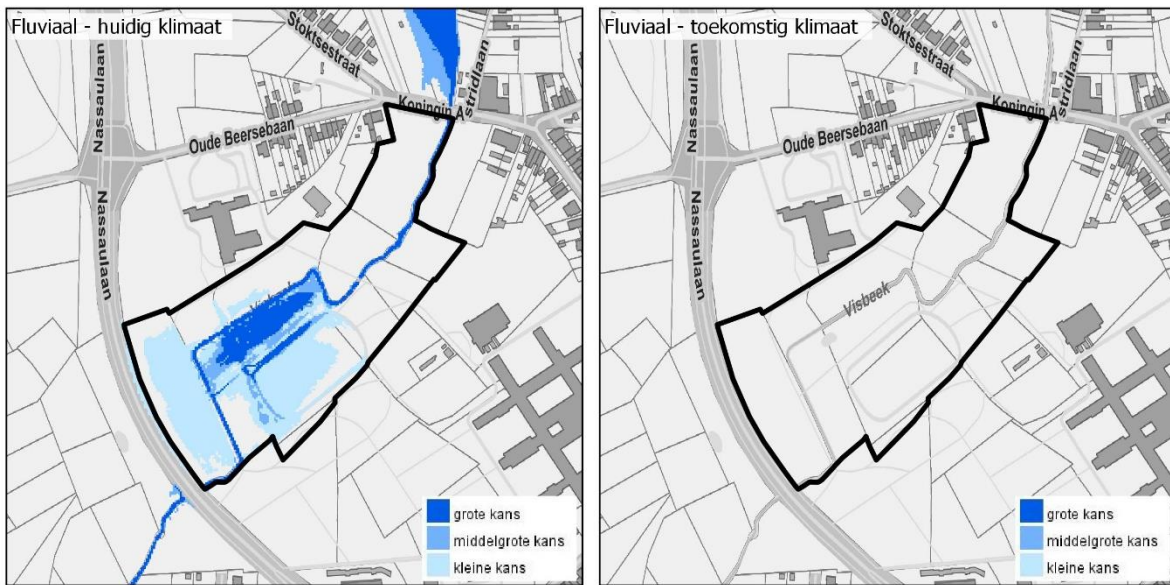 Fluviaal - huidig klimaat
Stoktsestraat
Nassaulaan
Koningin Astridlaan
Oude Beersebaan
Nassaulaan
Visbeek
grote kans
middelgrote kans
kleine kans
Fluviaal - toekomstig klimaat
Stoktsestraat
Nassaulaan
Koningin Astridlaan
Oude Beersebaan
Nassaulaan
Visbeek
grote kans
middelgrote kans
kleine kans